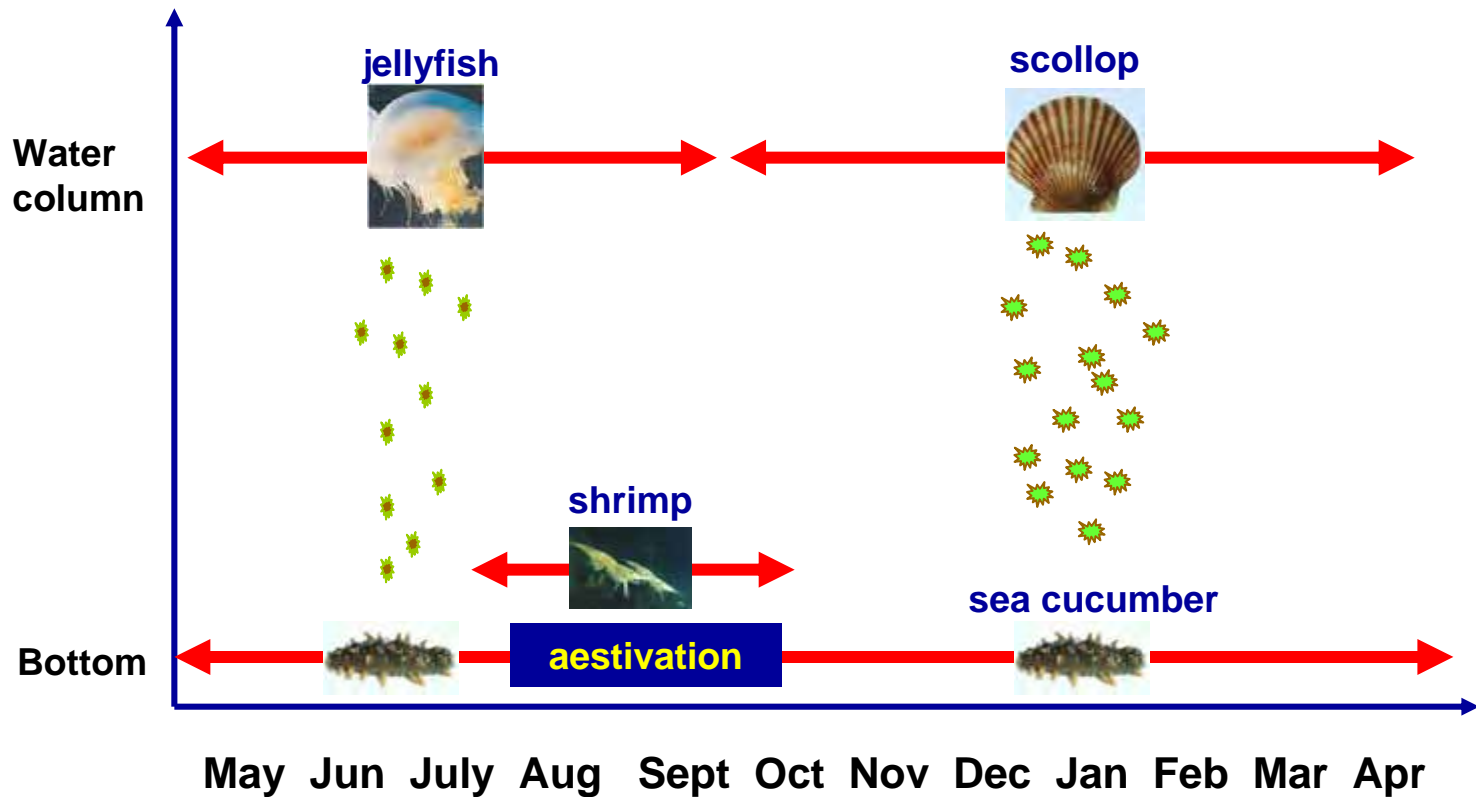 jellyfish
scollop
Water
column
shrimp
sea cucumber
Bottom
aestivation
May Jun July Aug Sept Oct Nov Dec Jan Feb Mar Apr